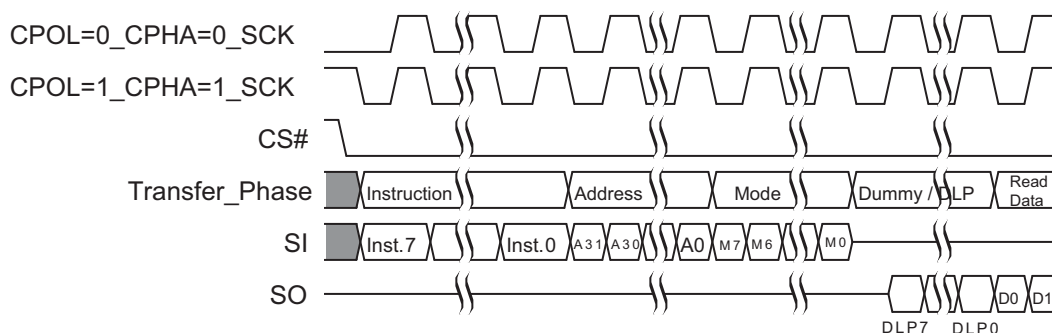 CPOL=0_CPHA=0_SCK
CPOL=1_CPHA=1_SCK
CS#
Transfer_Phase Instruction Address Mode Dummy / DLP Read Data
SI Inst.7 Inst.0 A31 A30 A0 M7 M6 M0
SO D0 D1
DLP7 DLP0